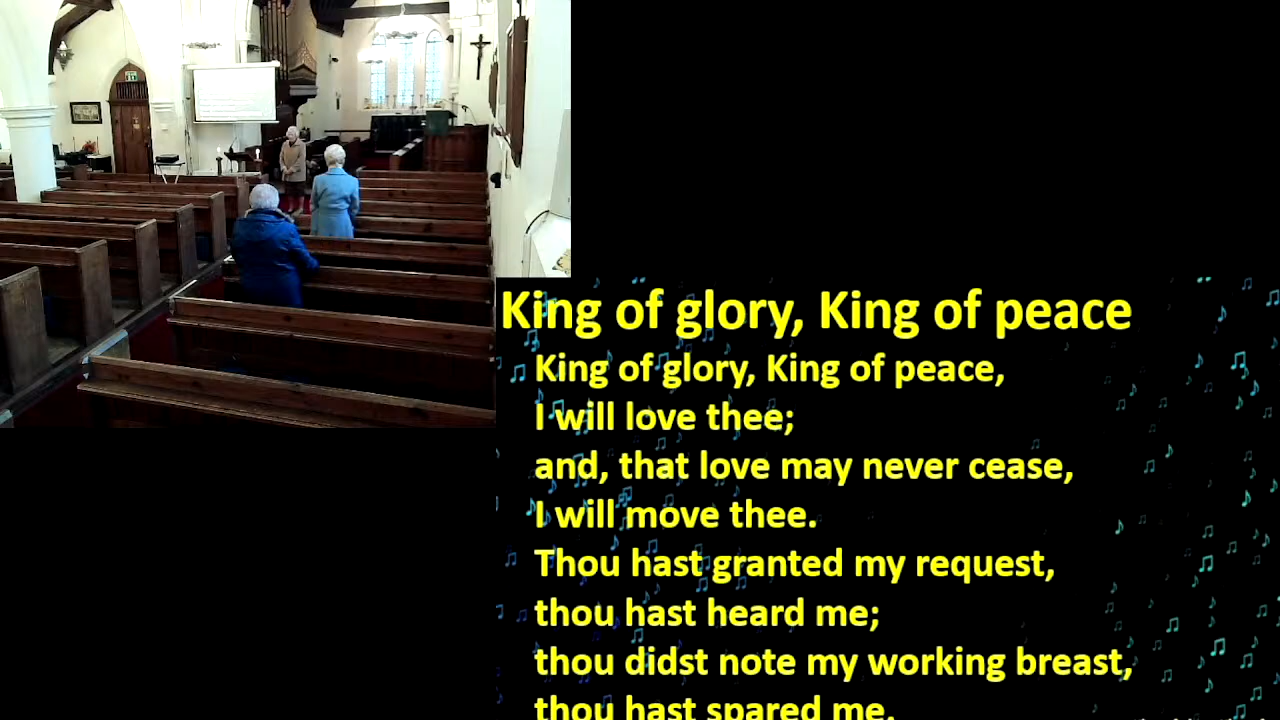 King of glory, King of peace
King of glory, King of peace,
I will love thee;
and, that love may never cease,
I will move thee.
Thou hast granted my request,
thou hast heard me;
thou didst note my working breast,
thou hast spared me.